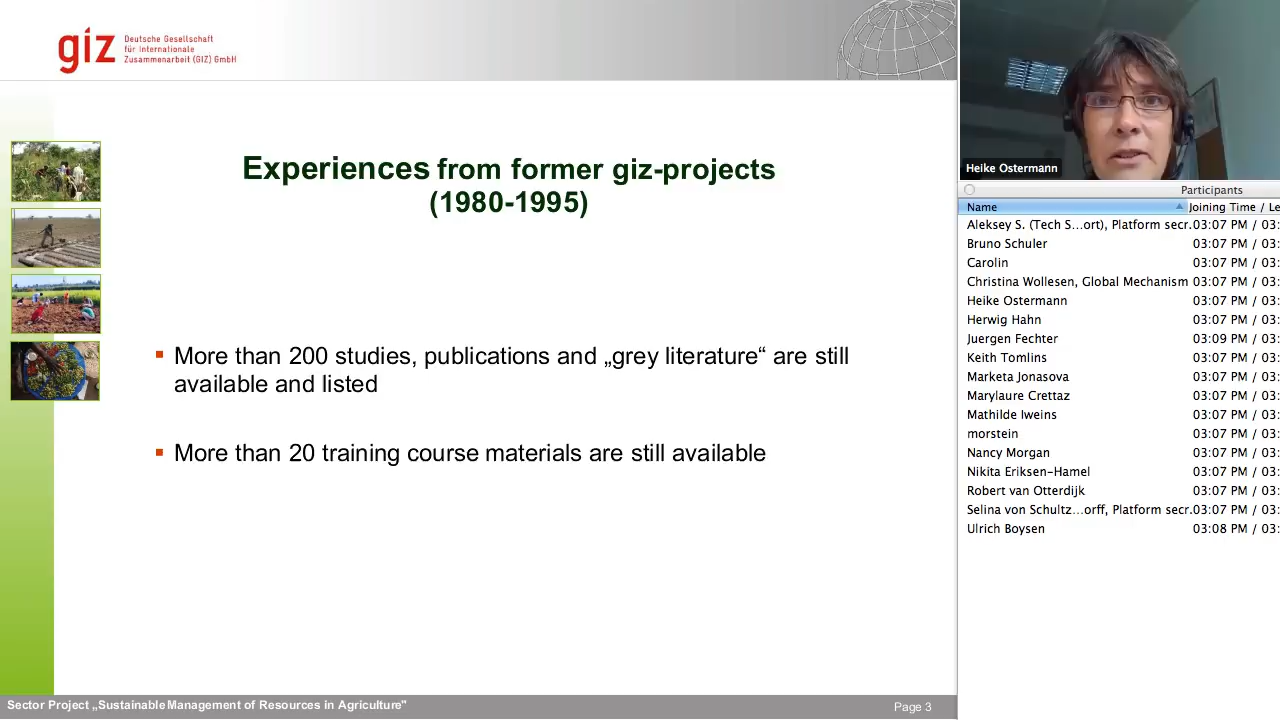 giz
Deutsche Gesellschaft
für Internationale
Zusammenarbeit (GIZ) GmbH
Experiences from former giz-projects
(1980-1995)
More than 200 studies, publications and „grey literature“ are still
available and listed
More than 20 training course materials are still available
Sector Project „Sustainable Management of Resources in Agriculture"
Page 3
Heike Ostermann
Participants
Name Joining Time / Le
Aleksey S. (Tech S...ort), Platform secr. 03:07 PM / 03:
Bruno Schuler 03:07 PM / 03:
Carolin 03:07 PM / 03:
Christina Wollesen, Global Mechanism 03:07 PM / 03:
Heike Ostermann 03:07 PM / 03:
Herwig Hahn 03:07 PM / 03:
Juergen Fechter 03:09 PM / 03:
Keith Tomlins 03:07 PM / 03:
Marketa Jonasova 03:07 PM / 03:
Marylaure Crettaz 03:07 PM / 03:
Mathilde Iweins 03:07 PM / 03:
morstein 03:07 PM / 03:
Nancy Morgan 03:07 PM / 03:
Nikita Eriksen-Hamel 03:07 PM / 03:
Robert van Otterdijk 03:07 PM / 03:
Selina von Schultz...orff, Platform secr. 03:07 PM / 03:
Ulrich Boysen 03:08 PM / 03: